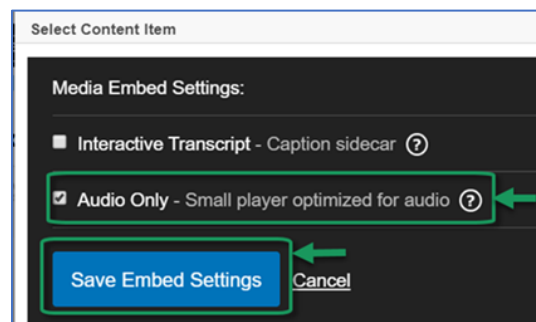 Select Content Item
Media Embed Settings:
Interactive Transcript - Caption sidecar ?
Audio Only - Small player optimized for audio ?
Save Embed Settings Cancel